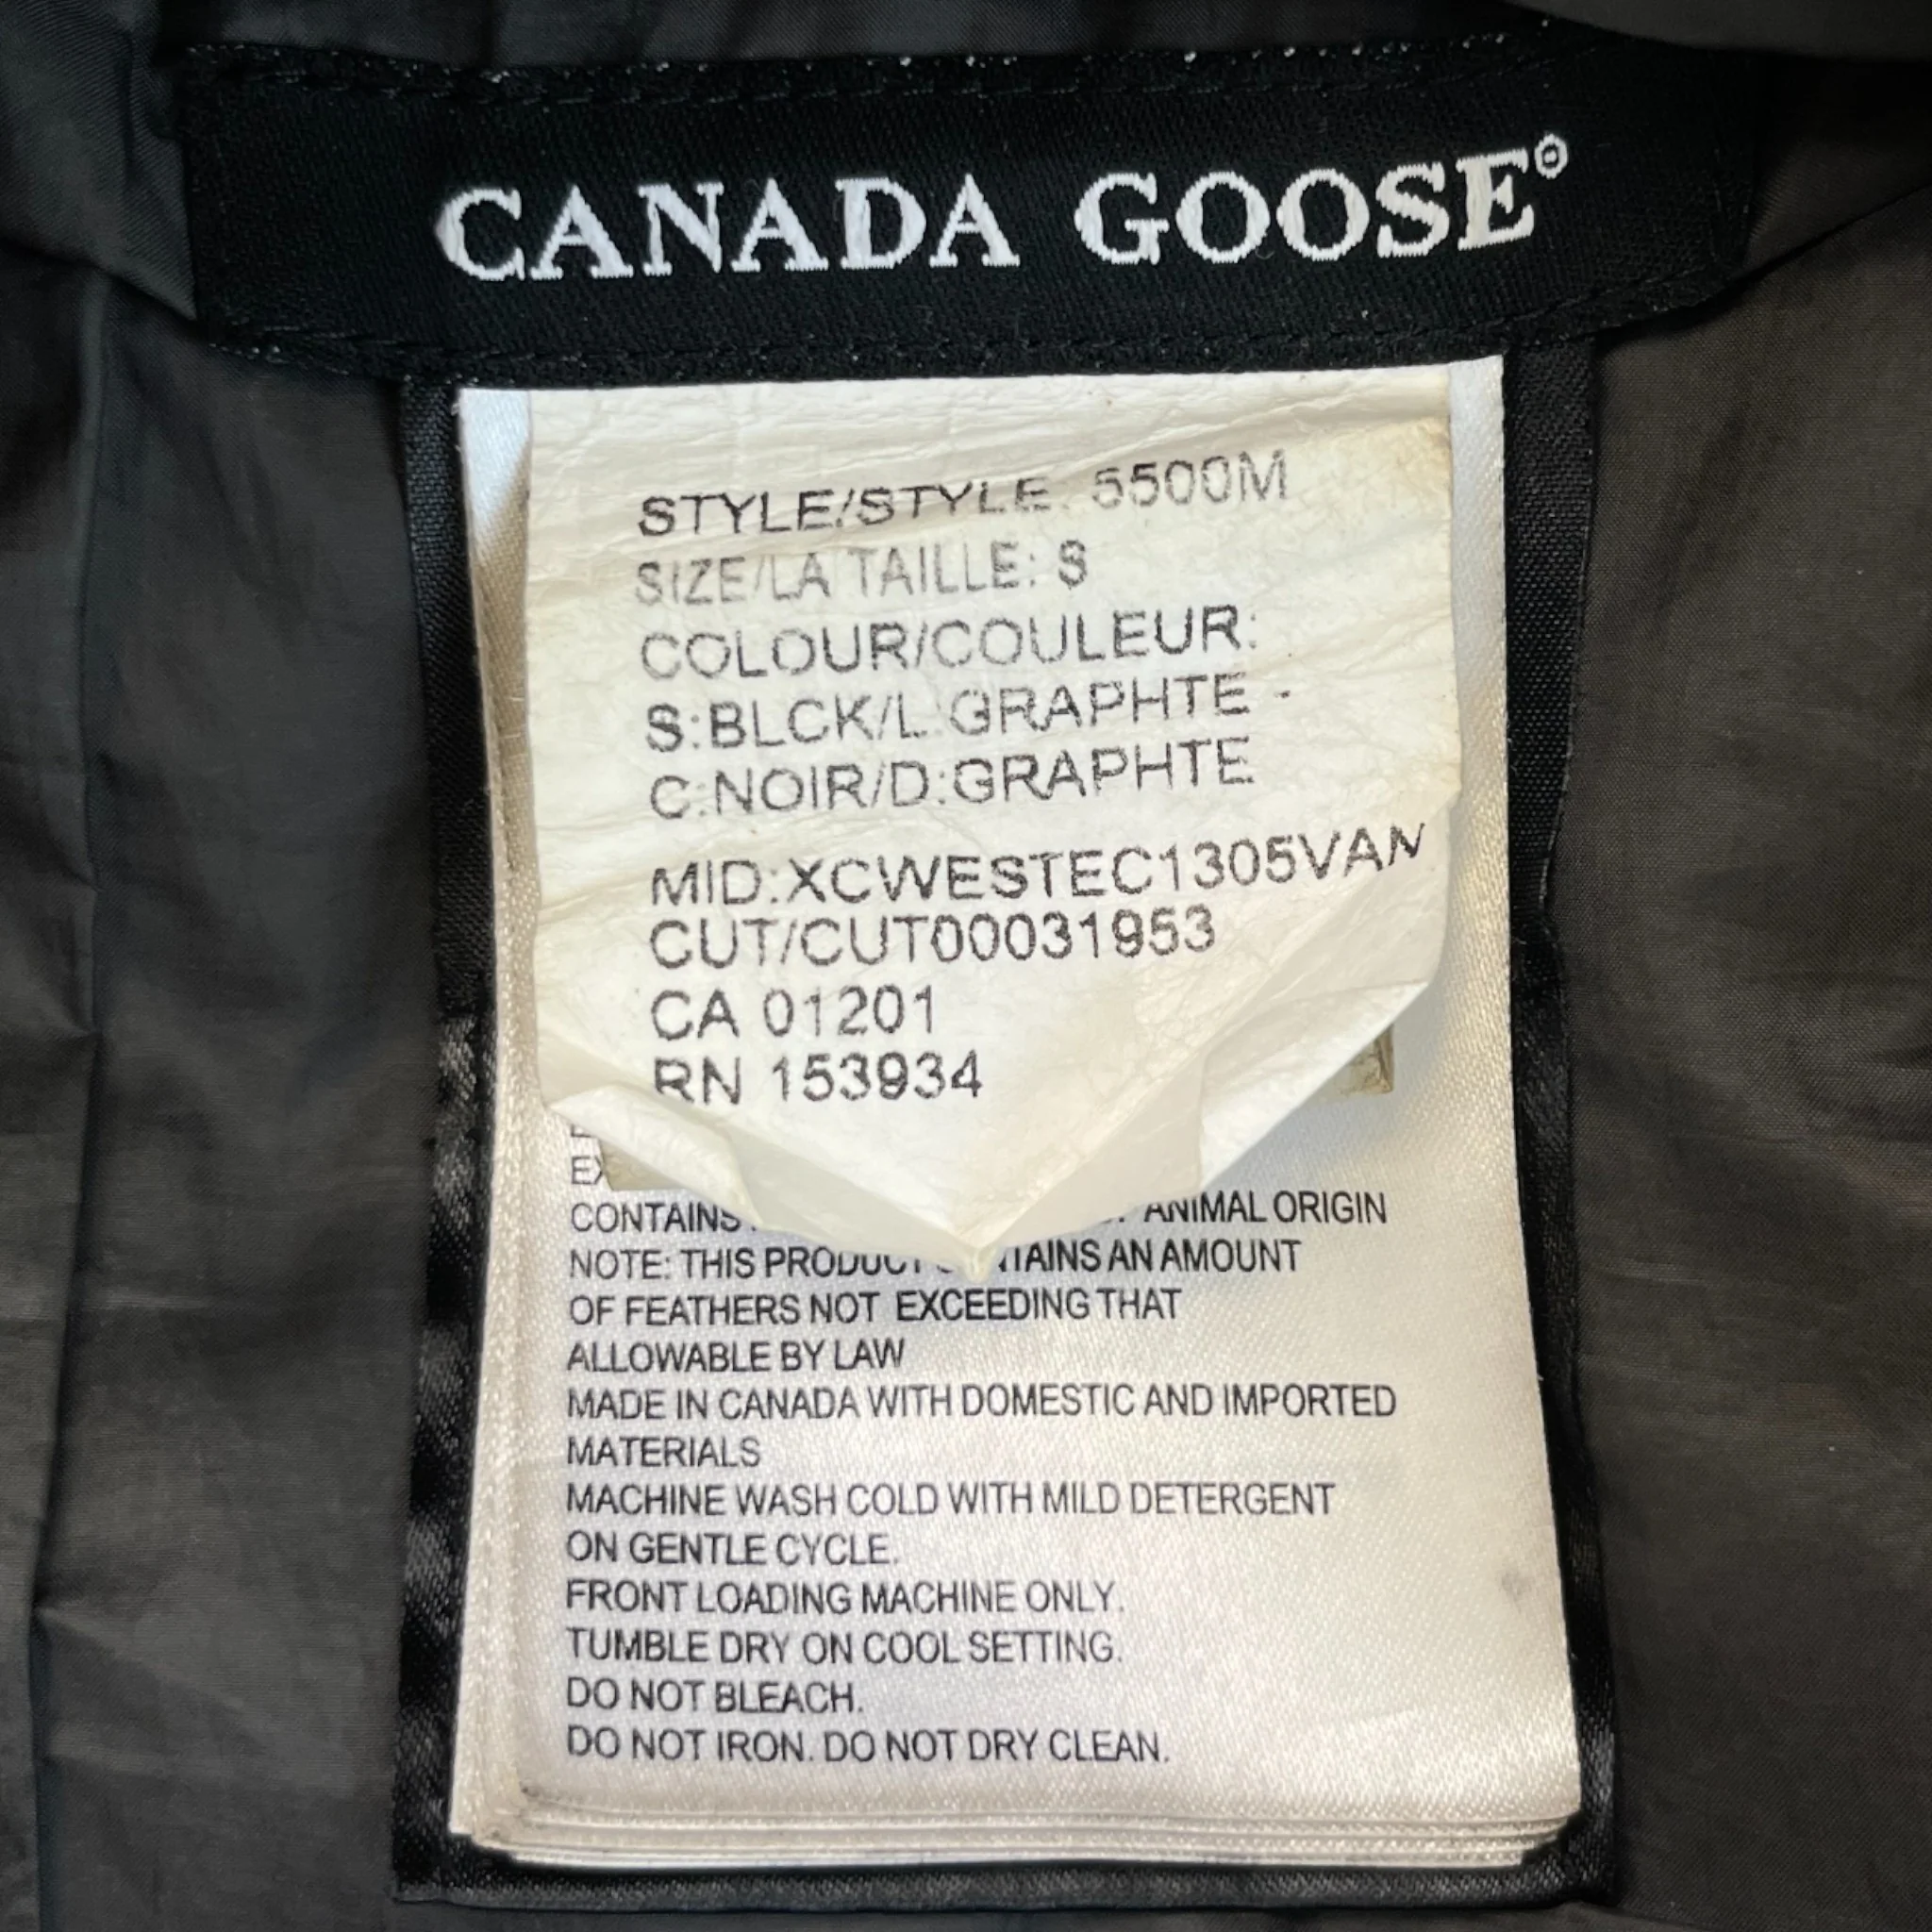 CANADA GOOSE®
STYLE/STYLE: 5500M
SIZE/LA TAILLE: S
COLOUR/COULEUR:
S:BLCK/L:GRAPHTE -
C:NOIR/D:GRAPHTE
MID:XCWESTEC1305VAN
CUT/CUT00031953
CA 01201
RN 153934
CONTAINS ANIMAL ORIGIN
NOTE: THIS PRODUCT CONTAINS AN AMOUNT
OF FEATHERS NOT EXCEEDING THAT
ALLOWABLE BY LAW
MADE IN CANADA WITH DOMESTIC AND IMPORTED
MATERIALS
MACHINE WASH COLD WITH MILD DETERGENT
ON GENTLE CYCLE.
FRONT LOADING MACHINE ONLY.
TUMBLE DRY ON COOL SETTING.
DO NOT BLEACH.
DO NOT IRON. DO NOT DRY CLEAN.